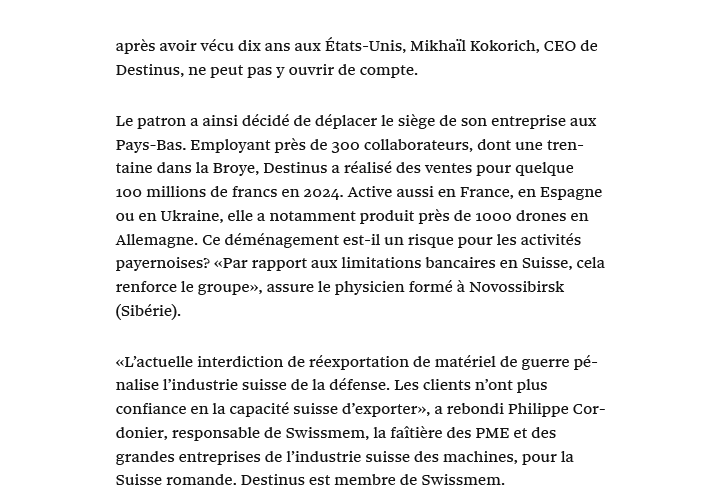 après avoir vécu dix ans aux États-Unis, Mikhaïl Kokorich, CEO de
Destinus, ne peut pas y ouvrir de compte.
Le patron a ainsi décidé de déplacer le siège de son entreprise aux
Pays-Bas. Employant près de 300 collaborateurs, dont une tren-
taine dans la Broye, Destinus a réalisé des ventes pour quelque
100 millions de francs en 2024. Active aussi en France, en Espagne
ou en Ukraine, elle a notamment produit près de 1000 drones en
Allemagne. Ce déménagement est-il un risque pour les activités
payernoises? «Par rapport aux limitations bancaires en Suisse, cela
renforce le groupe», assure le physicien formé à Novossibirsk
(Sibérie).
«L’actuelle interdiction de réexportation de matériel de guerre pé-
nalise l’industrie suisse de la défense. Les clients n’ont plus
confiance en la capacité suisse d’exporter», a rebondi Philippe Cor-
donier, responsable de Swissmem, la faîtière des PME et des
grandes entreprises de l’industrie suisse des machines, pour la
Suisse romande. Destinus est membre de Swissmem.